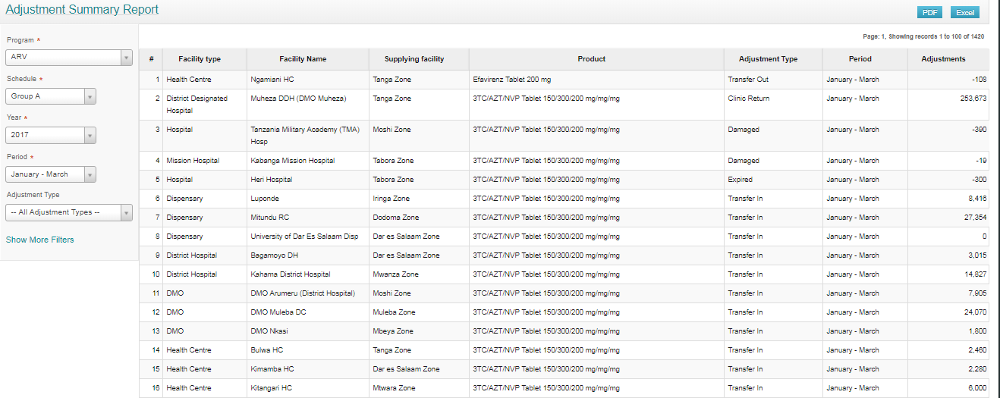 Adjustment Summary Report
PDF Excel
Page: 1, Showing records 1 to 100 of 1420
Program *
ARV
Schedule *
Group A
Year *
2017
Period *
January - March
Adjustment Type
-- All Adjustment Types --
Show More Filters
# Facility type Facility Name Supplying facility Product Adjustment Type Period Adjustments
1 Health Centre Ngamiani HC Tanga Zone Efavirenz Tablet 200 mg Transfer Out January - March -108
2 District Designated Hospital Muheza DDH (DMO Muheza) Tanga Zone 3TC/AZT/NVP Tablet 150/300/200 mg/mg/mg Clinic Return January - March 253,673
3 Hospital Tanzania Military Academy (TMA) Hosp Moshi Zone 3TC/AZT/NVP Tablet 150/300/200 mg/mg/mg Damaged January - March -390
4 Mission Hospital Kabanga Mission Hospital Tabora Zone 3TC/AZT/NVP Tablet 150/300/200 mg/mg/mg Damaged January - March -19
5 Hospital Heri Hospital Tabora Zone 3TC/AZT/NVP Tablet 150/300/200 mg/mg/mg Expired January - March -300
6 Dispensary Luponde Iringa Zone 3TC/AZT/NVP Tablet 150/300/200 mg/mg/mg Transfer In January - March 8,416
7 Dispensary Mitundu RC Dodoma Zone 3TC/AZT/NVP Tablet 150/300/200 mg/mg/mg Transfer In January - March 27,354
8 Dispensary University of Dar Es Salaam Disp Dar es Salaam Zone 3TC/AZT/NVP Tablet 150/300/200 mg/mg/mg Transfer In January - March 0
9 District Hospital Bagamoyo DH Dar es Salaam Zone 3TC/AZT/NVP Tablet 150/300/200 mg/mg/mg Transfer In January - March 3,015
10 District Hospital Kahama District Hospital Mwanza Zone 3TC/AZT/NVP Tablet 150/300/200 mg/mg/mg Transfer In January - March 14,827
11 DMO DMO Arumeru (District Hospital) Moshi Zone 3TC/AZT/NVP Tablet 150/300/200 mg/mg/mg Transfer In January - March 7,905
12 DMO DMO Muleba DC Muleba Zone 3TC/AZT/NVP Tablet 150/300/200 mg/mg/mg Transfer In January - March 24,070
13 DMO DMO Nkasi Mbeya Zone 3TC/AZT/NVP Tablet 150/300/200 mg/mg/mg Transfer In January - March 1,800
14 Health Centre Bulwa HC Tanga Zone 3TC/AZT/NVP Tablet 150/300/200 mg/mg/mg Transfer In January - March 2,460
15 Health Centre Kimamba HC Dar es Salaam Zone 3TC/AZT/NVP Tablet 150/300/200 mg/mg/mg Transfer In January - March 2,280
16 Health Centre Kitangari HC Mtwara Zone 3TC/AZT/NVP Tablet 150/300/200 mg/mg/mg Transfer In January - March 6,000